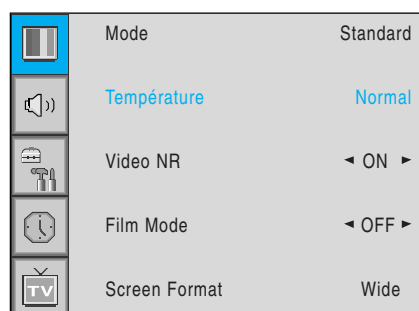 Mode Standard
Température Normal
Video NR ◄ ON ►
Film Mode ◄ OFF ►
TV Screen Format Wide